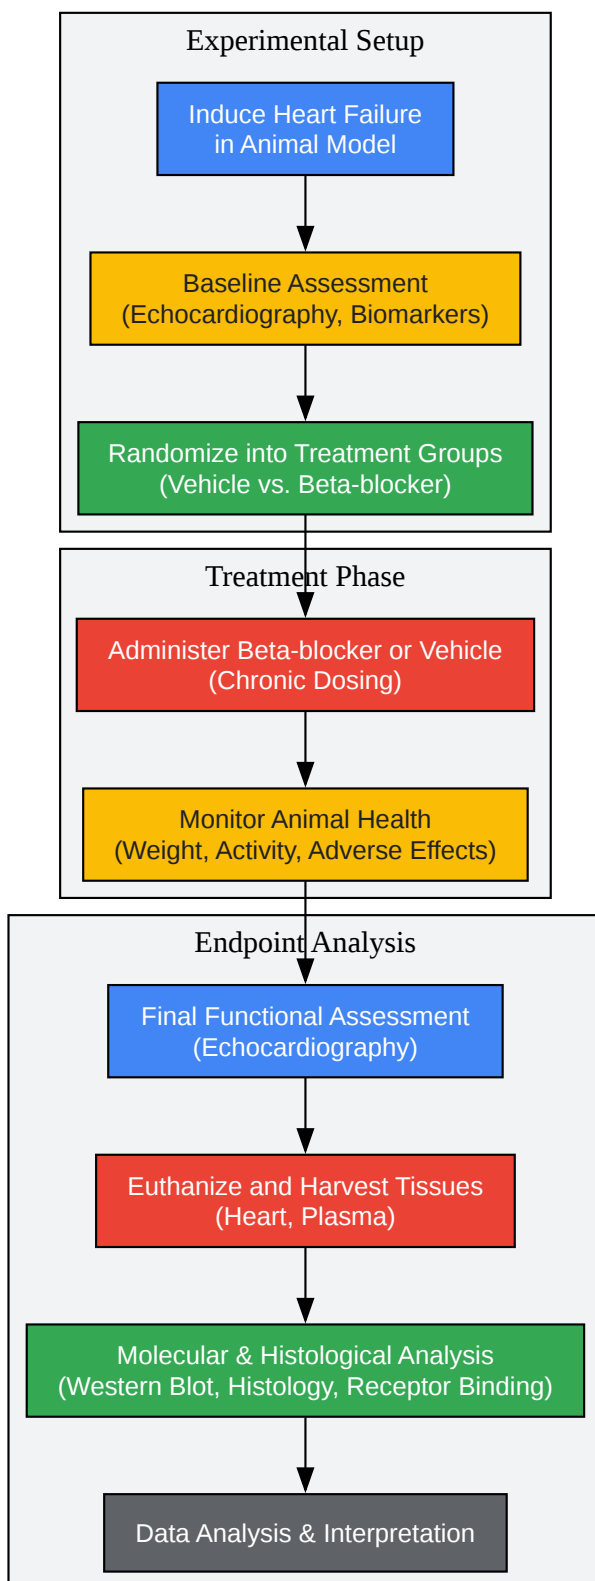 Experimental Setup
Induce Heart Failure
in Animal Model
Baseline Assessment
(Echocardiography, Biomarkers)
Randomize into Treatment Groups
(Vehicle vs. Beta-blocker)
Treatment Phase
Administer Beta-blocker or Vehicle
(Chronic Dosing)
Monitor Animal Health
(Weight, Activity, Adverse Effects)
Endpoint Analysis
Final Functional Assessment
(Echocardiography)
Euthanize and Harvest Tissues
(Heart, Plasma)
Molecular & Histological Analysis
(Western Blot, Histology, Receptor Binding)
Data Analysis & Interpretation